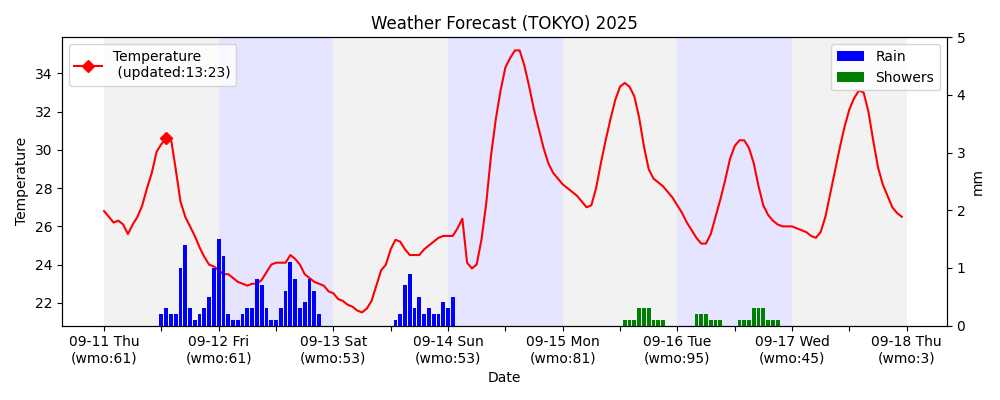 Weather Forecast (TOKYO) 2025
Temperature
(updated:13:23)
Rain
Showers
Temperature
34
32
30
28
26
24
22
5
4
3
2
1
0
mm
09-11 Thu
(wmo:61)
09-12 Fri
(wmo:61)
09-13 Sat
(wmo:53)
09-14 Sun
(wmo:53)
09-15 Mon
(wmo:81)
09-16 Tue
(wmo:95)
09-17 Wed
(wmo:45)
09-18 Thu
(wmo:3)
Date